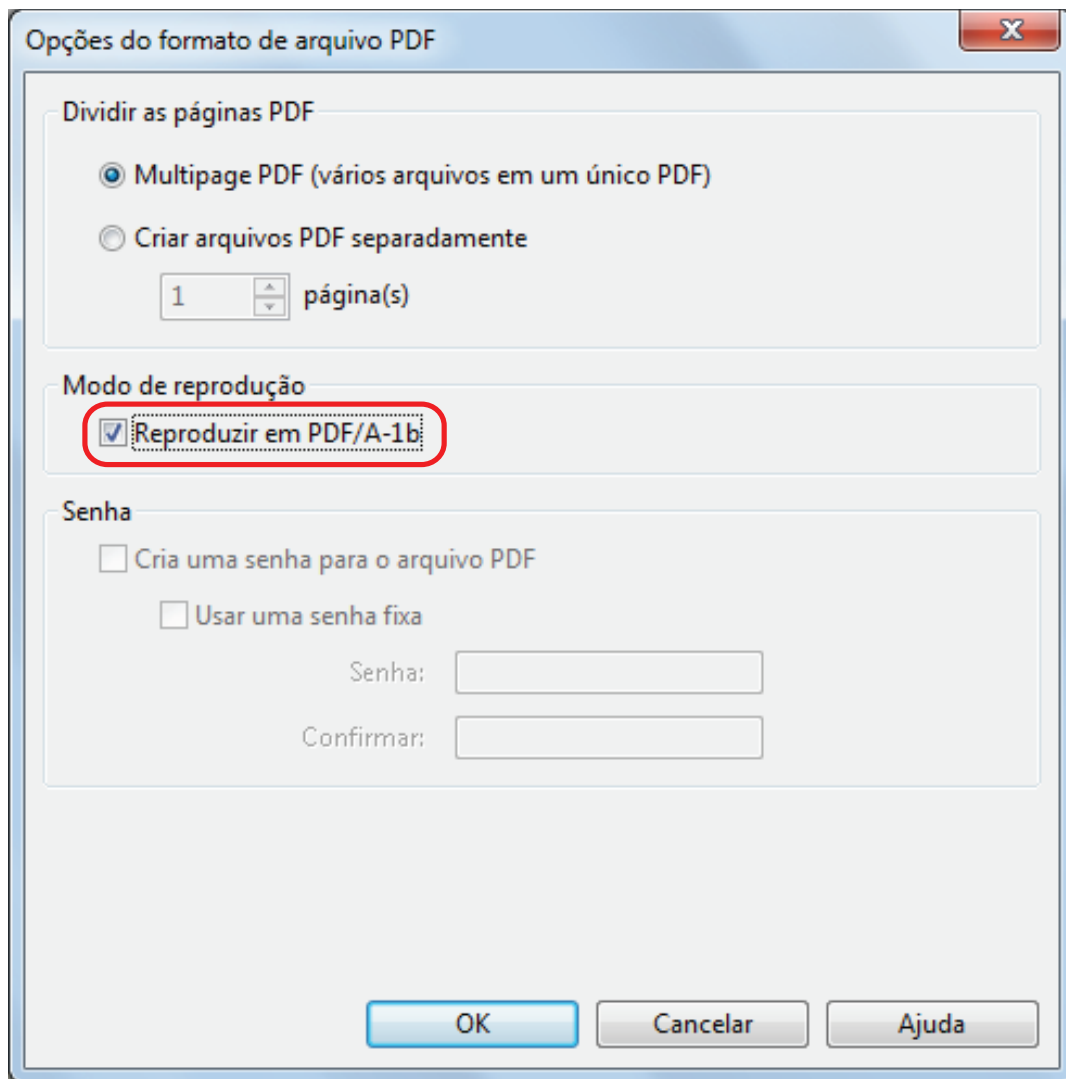 Opções do formato de arquivo PDF
Dividir as páginas PDF
Multipage PDF (vários arquivos em um único PDF)
Criar arquivos PDF separadamente
1 página(s)
Modo de reprodução
Reproduzir em PDF/A-1b
Senha
Cria uma senha para o arquivo PDF
Usar uma senha fixa
Senha:
Confirmar:
OK Cancelar Ajuda